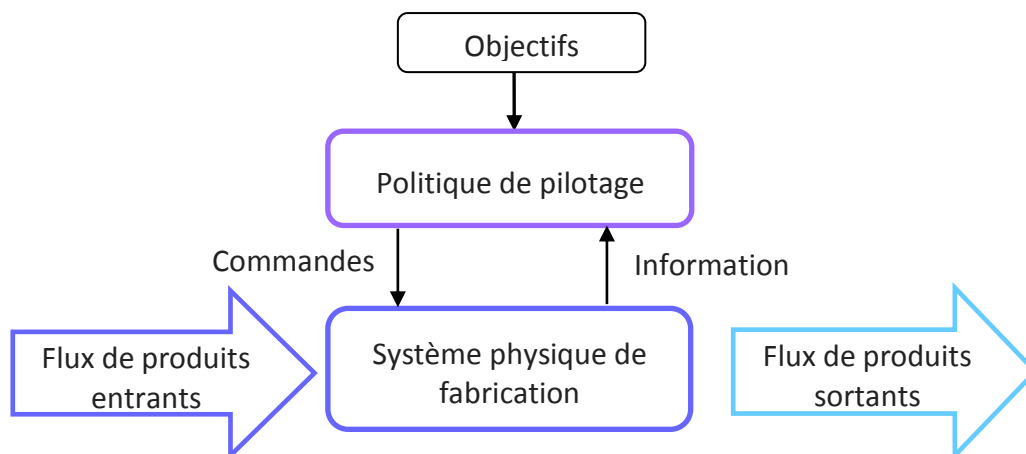 Objectifs
Politique de pilotage
Commandes
Information
Flux de produits
entrants
Système physique de
fabrication
Flux de produits
sortants